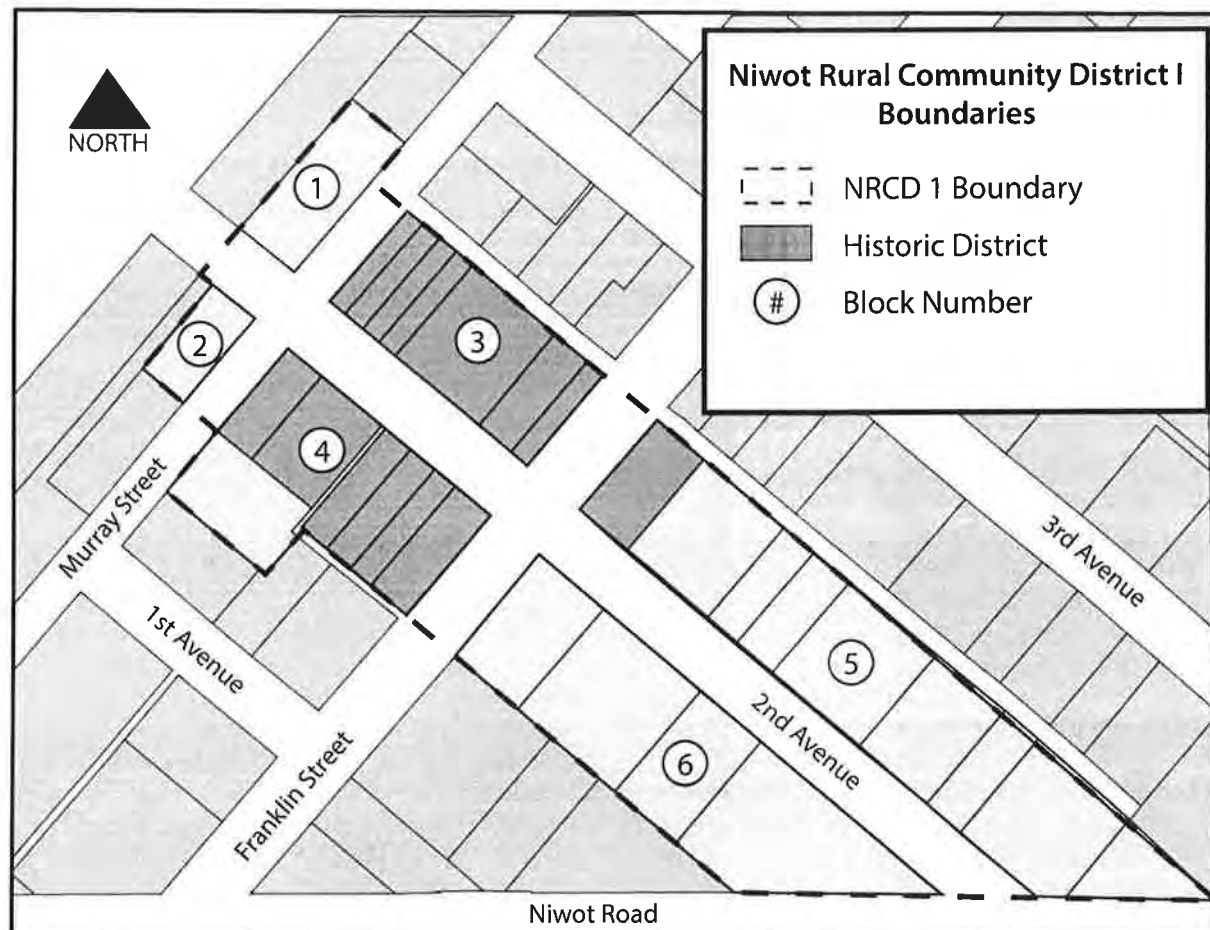 NORTH
Niwot Rural Community District I
Boundaries
NRCD 1 Boundary
Historic District
# Block Number
1
2
3
4
5
6
Murray Street
1st Avenue
Franklin Street
2nd Avenue
3rd Avenue
Niwot Road